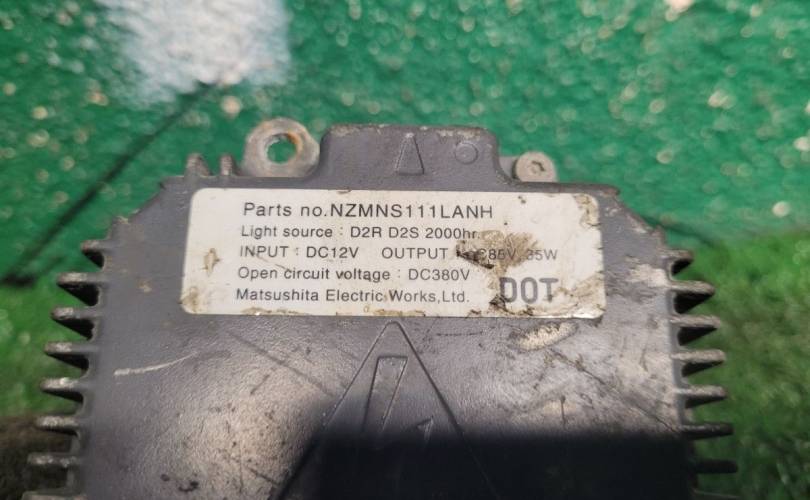 Parts no.NZMNS111LANH
Light source : D2R D2S 2000hr.
INPUT : DC12V OUTPUT C85V, 35W
Open circuit voltage : DC380V
Matsushita Electric Works,Ltd. DOT